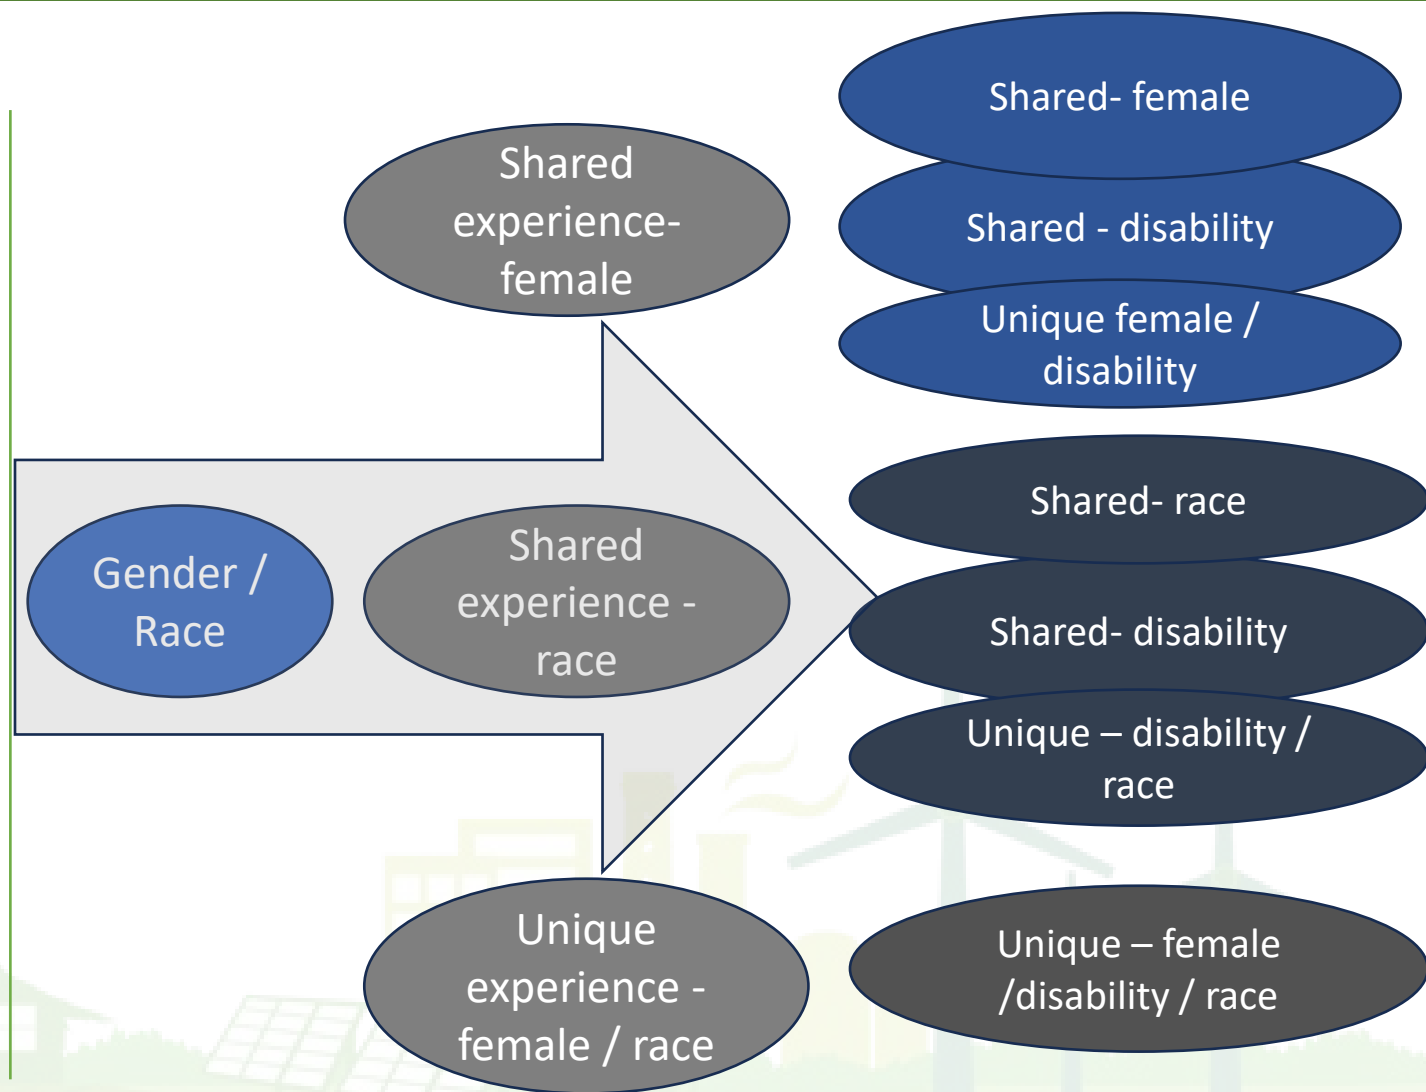 Gender /
Race
Shared
experience-
female
Shared
experience -
race
Unique
experience -
female / race
Shared- female
Shared - disability
Unique female /
disability
Shared- race
Shared- disability
Unique – disability /
race
Unique – female
/disability / race